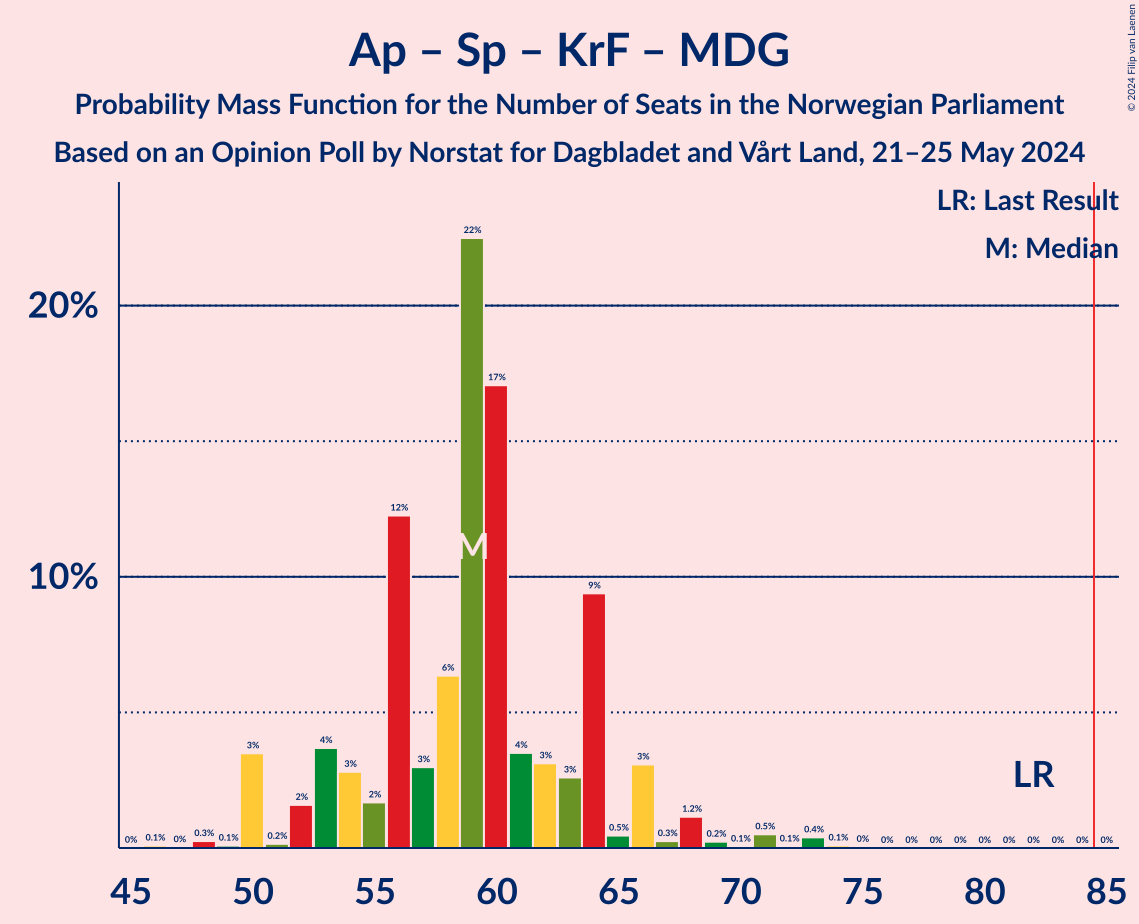 © 2024 Filip van Laenen
Ap – Sp – KrF – MDG
Probability Mass Function for the Number of Seats in the Norwegian Parliament
Based on an Opinion Poll by Norstat for Dagbladet and Vårt Land, 21–25 May 2024
LR: Last Result
M: Median
20%
10%
0% 0.1% 0% 0.3% 0.1% 3% 0.2% 2% 4% 3% 2% 12% 3% 6% 22% 17% 4% 3% 3% 9% 0.5% 3% 0.3% 1.2% 0.2% 0.1% 0.5% 0.1% 0.4% 0.1% 0% 0% 0% 0% 0% 0% 0% 0% 0% 0% 0%
M
LR
45 50 55 60 65 70 75 80 85